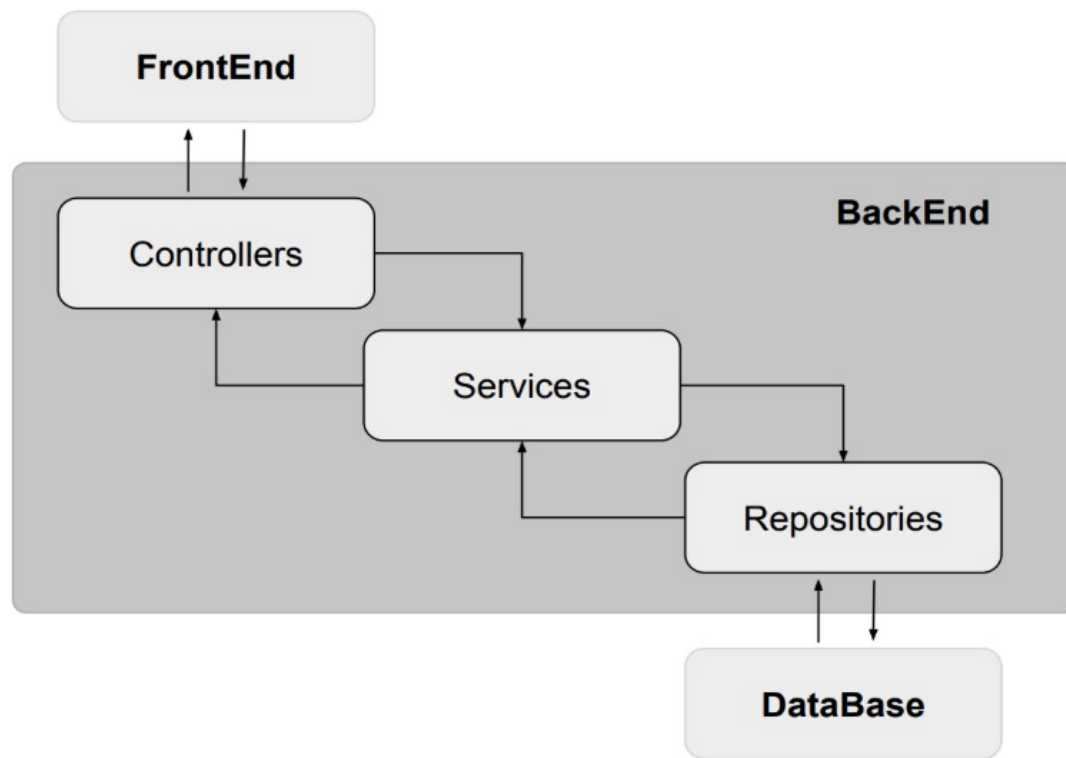 FrontEnd
BackEnd
Controllers
Services
Repositories
DataBase